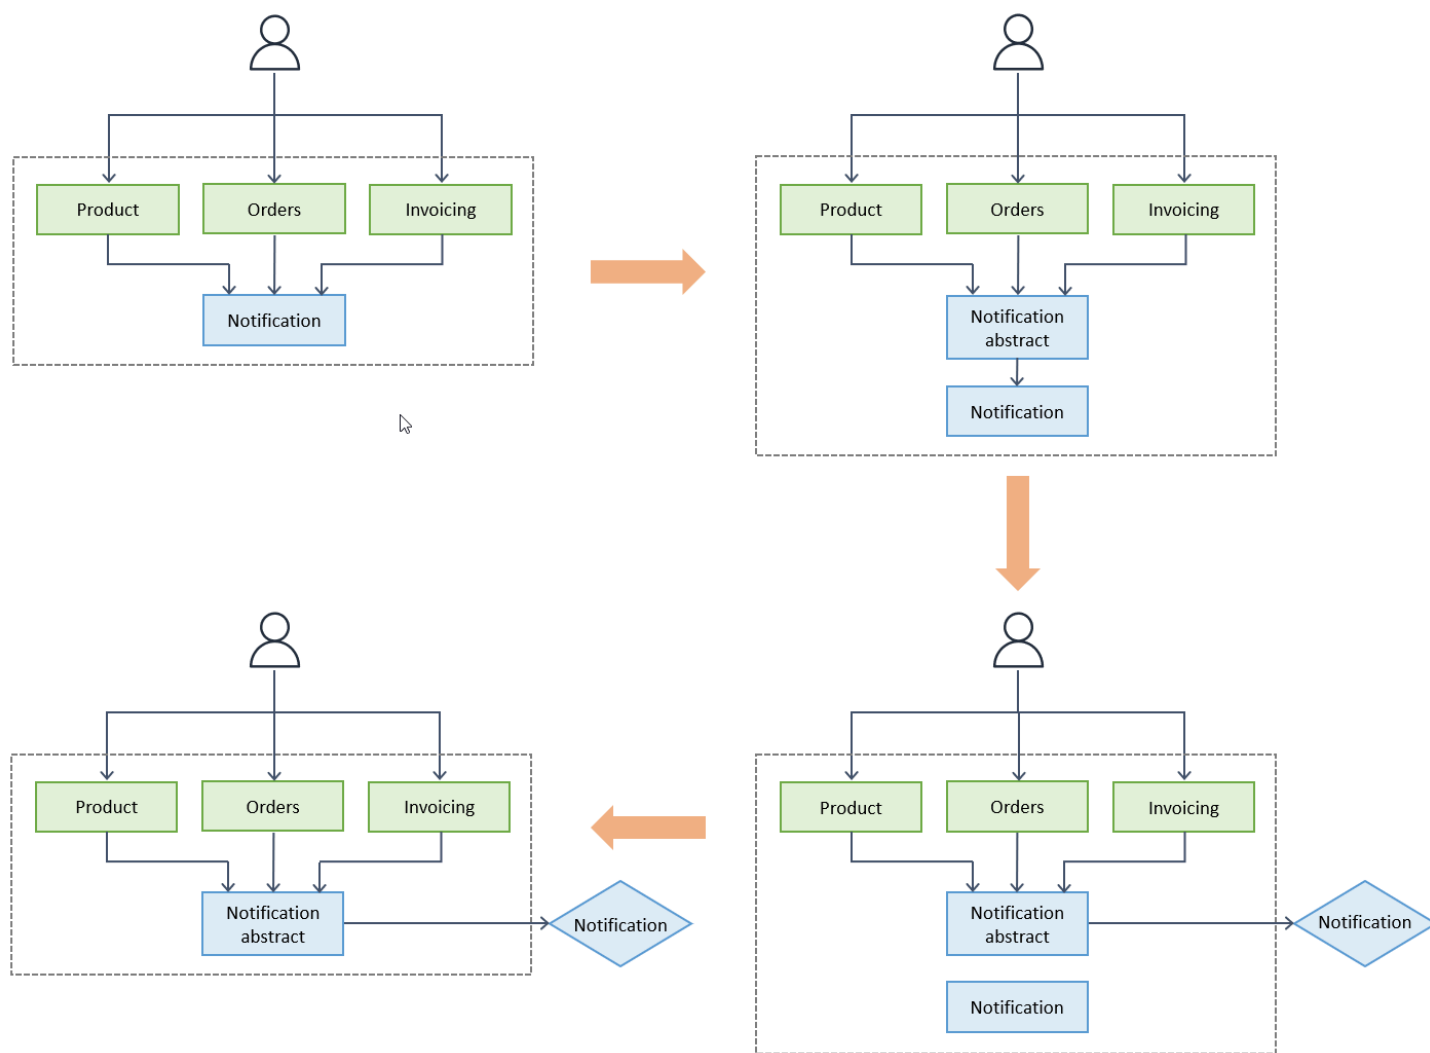 Product
Orders
Invoicing
Notification
Product
Orders
Invoicing
Notification
abstract
Notification
Product
Orders
Invoicing
Notification
abstract
Notification
Product
Orders
Invoicing
Notification
abstract
Notification
Notification